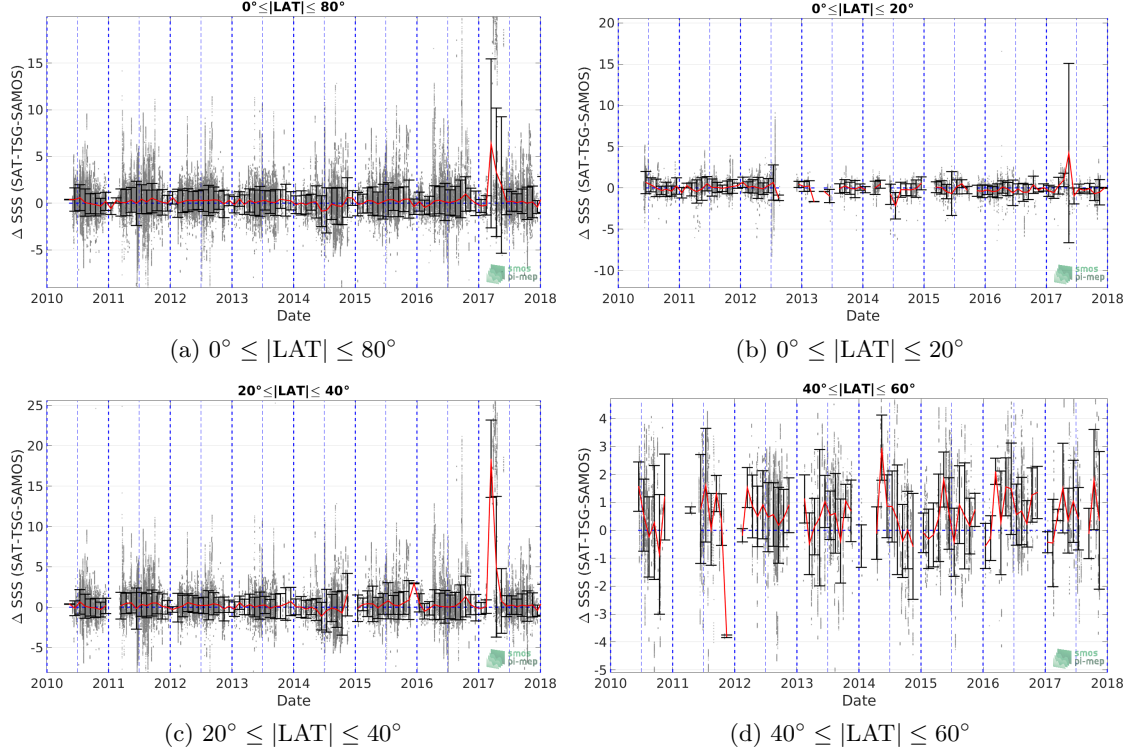 0°≤|LAT|≤ 80°
Δ SSS (SAT-TSG-SAMOS)
15
10
5
0
-5
2010 2011 2012 2013 2014 2015 2016 2017 2018
Date
smos
pi-mep
(a) 0° ≤ |LAT| ≤ 80°
0°≤|LAT|≤ 20°
Δ SSS (SAT-TSG-SAMOS)
20
15
10
5
0
-5
-10
2010 2011 2012 2013 2014 2015 2016 2017 2018
Date
smos
pi-mep
(b) 0° ≤ |LAT| ≤ 20°
20°≤|LAT|≤ 40°
Δ SSS (SAT-TSG-SAMOS)
25
20
15
10
5
0
-5
2010 2011 2012 2013 2014 2015 2016 2017 2018
Date
smos
pi-mep
(c) 20° ≤ |LAT| ≤ 40°
40°≤|LAT|≤ 60°
Δ SSS (SAT-TSG-SAMOS)
4
3
2
1
0
-1
-2
-3
-4
-5
2010 2011 2012 2013 2014 2015 2016 2017 2018
Date
smos
pi-mep
(d) 40° ≤ |LAT| ≤ 60°